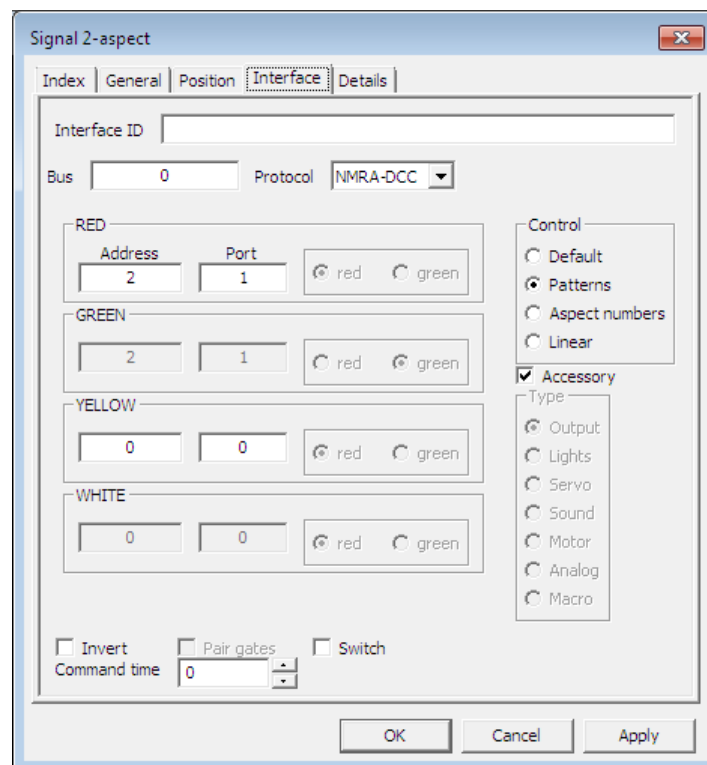 Signal 2-aspect
Index General Position Interface Details
Interface ID
Bus 0 Protocol NMRA-DCC
RED
Address Port
2 1 red green
GREEN
2 1 red green
YELLOW
0 0 red green
WHITE
0 0 red green
Control
Default
Patterns
Aspect numbers
Linear
Accessory
Type
Output
Lights
Servo
Sound
Motor
Analog
Macro
Invert Pair gates Switch
Command time 0
OK Cancel Apply